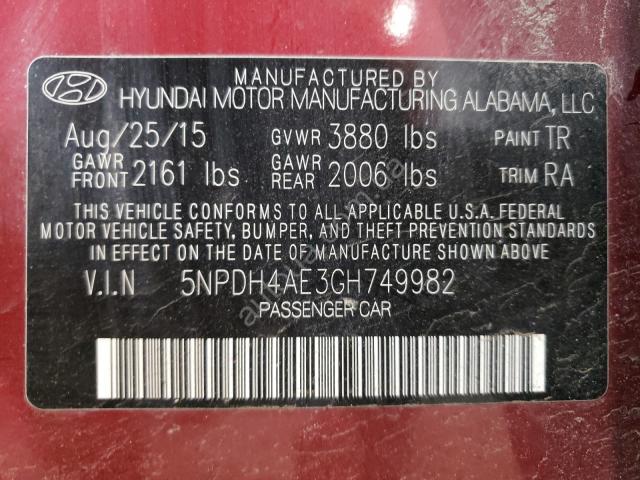 MANUFACTURED BY
HYUNDAI MOTOR MANUFACTURING ALABAMA, LLC
Aug/25/15 GVWR 3880 lbs PAINT TR
GAWR FRONT 2161 lbs GAWR REAR 2006 lbs TRIM RA
THIS VEHICLE CONFORMS TO ALL APPLICABLE U.S.A. FEDERAL
MOTOR VEHICLE SAFETY, BUMPER, AND THEFT PREVENTION STANDARDS
IN EFFECT ON THE DATE OF MANUFACTURE SHOWN ABOVE
V.I.N 5NPDH4AE3GH749982
PASSENGER CAR